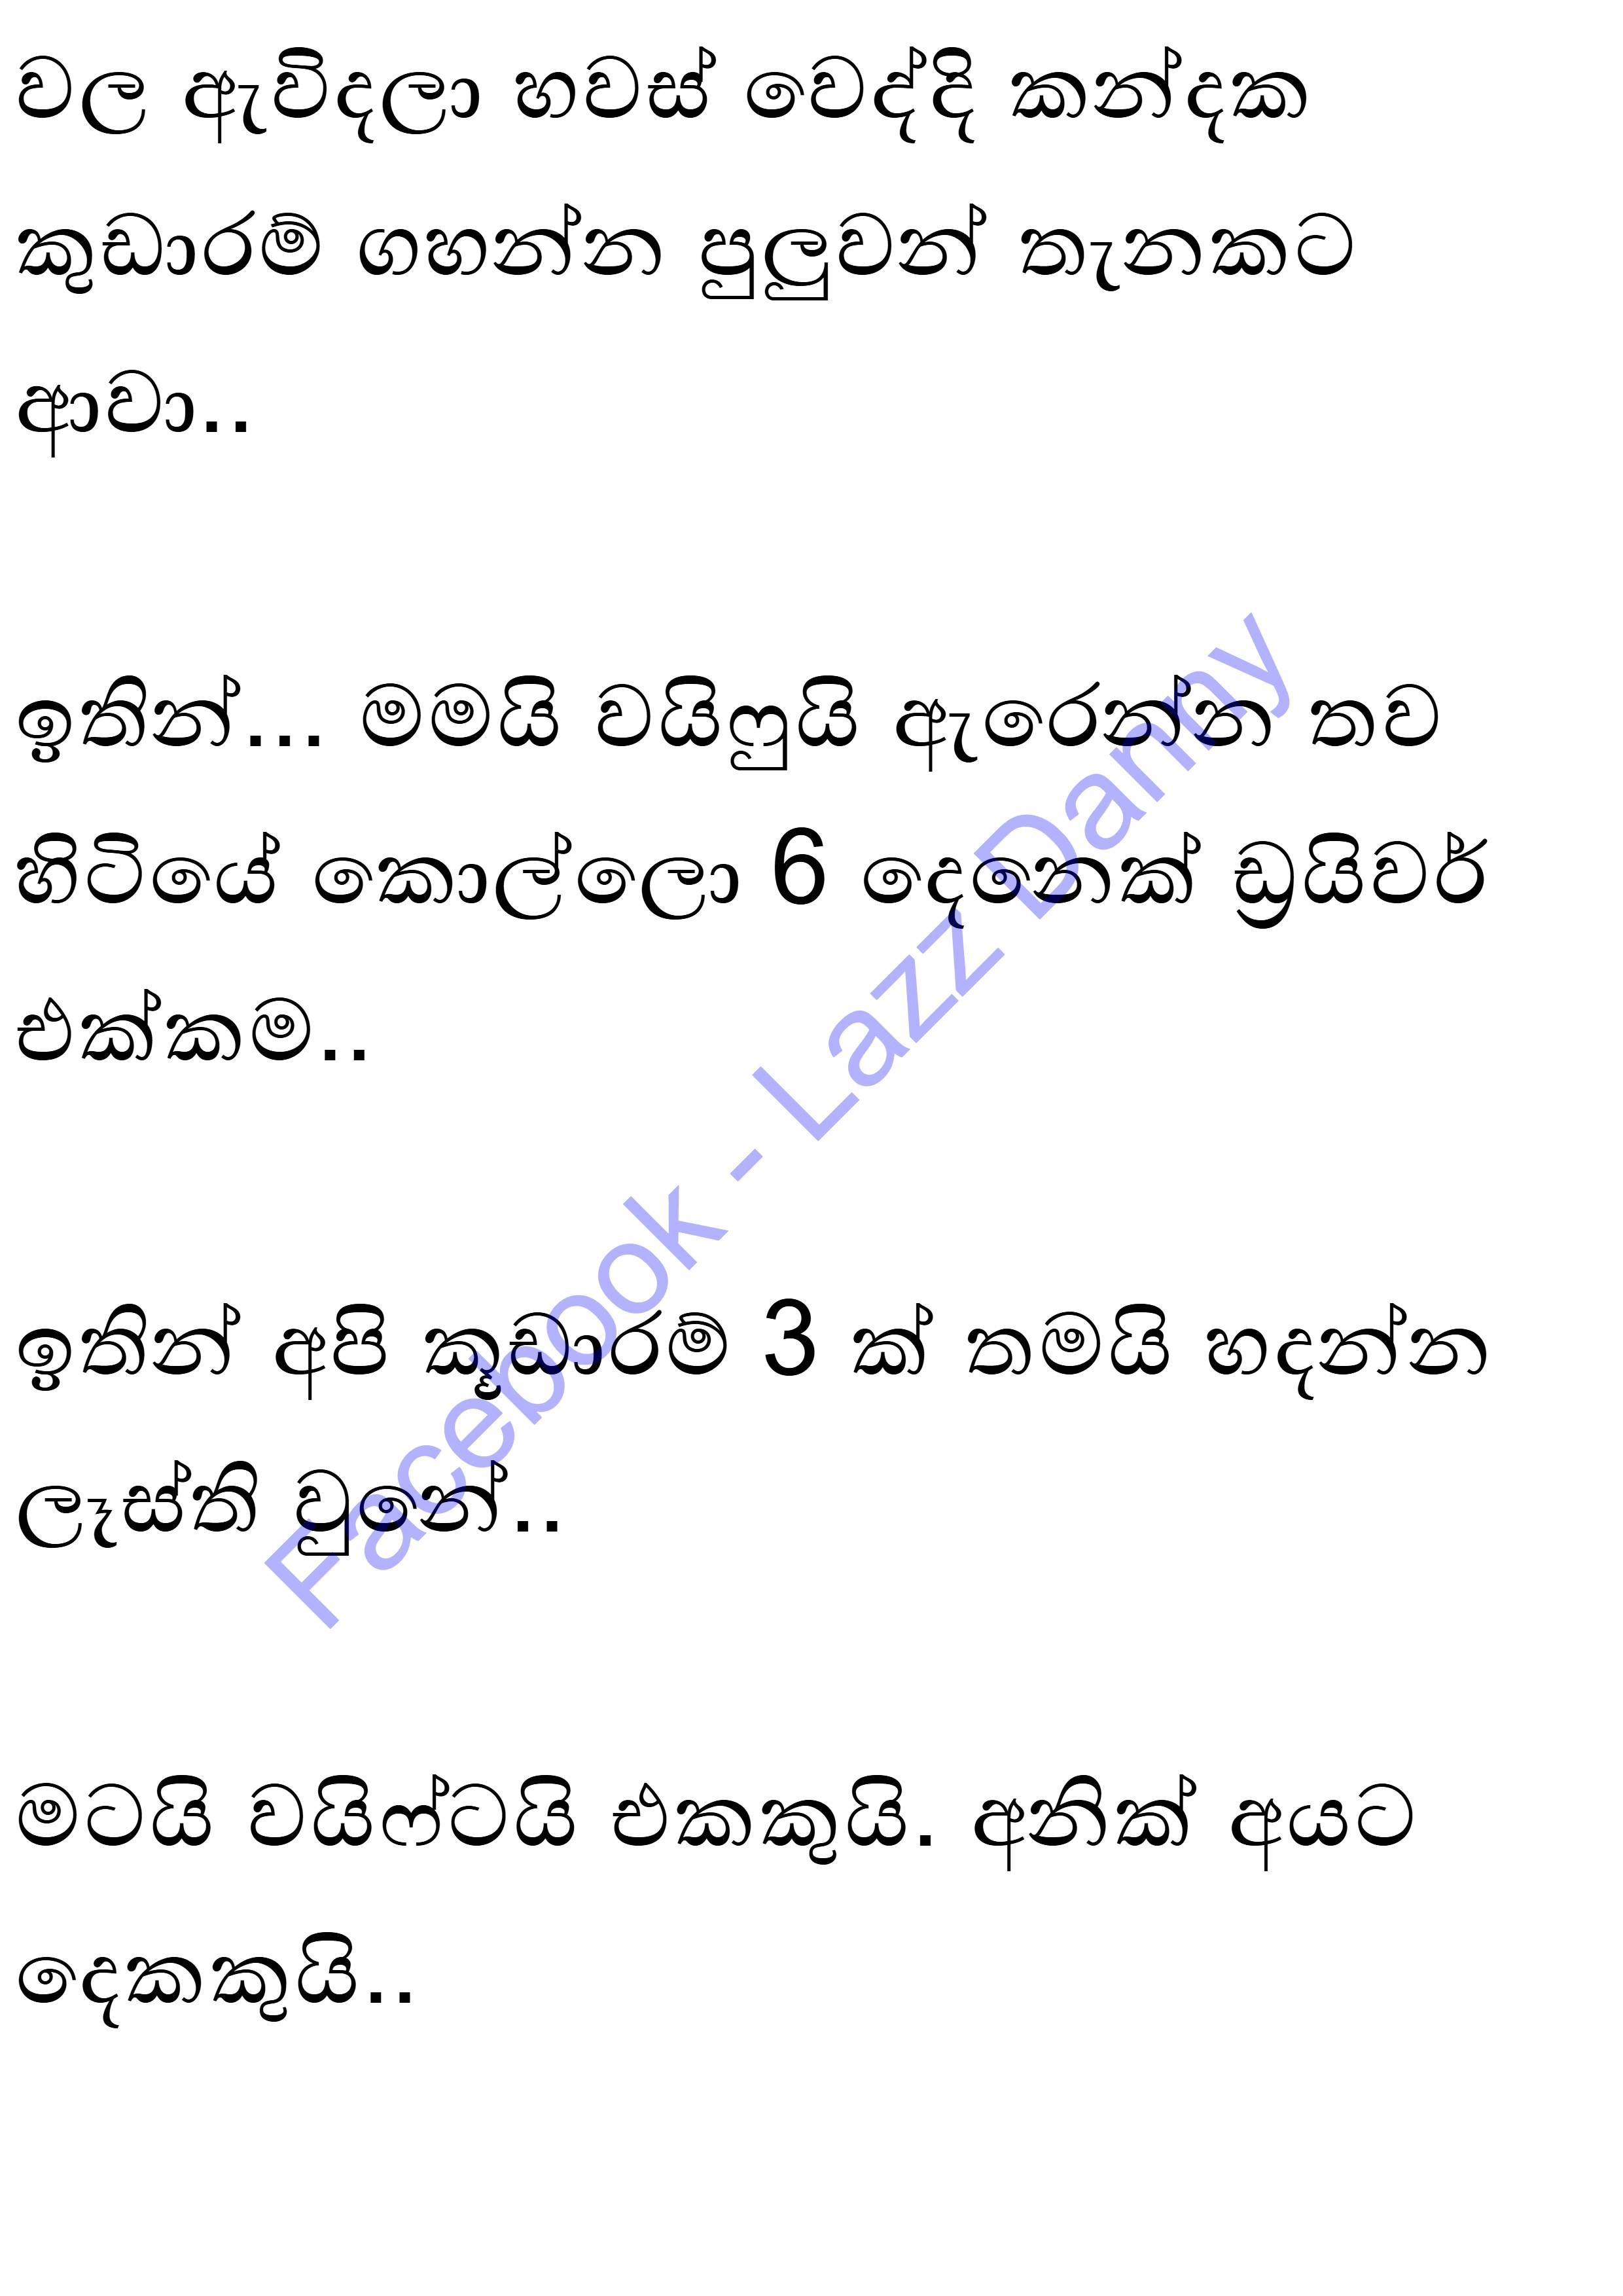 වල ඇවිදලා හවස් වෙද්දි කන්දක
කුඩාරම් ගහන්න පුලුවන් තැනකට
ආවා..
ඉතින්... මමයි වයිෆුයි ඇරෙන්න තව
හිටියේ කොල්ලො 6 දෙනෙක් ඩ්‍රයිවර්
එක්කම..
ඉතින් අපි කූඩාරම් 3 ක් තමයි හදන්න
ලෑස්ති වුනේ..
මටයි වයිෆ්ටයි එකකුයි. අනික් අයට
දෙකකුයි..
Facebook - Lazz Danny